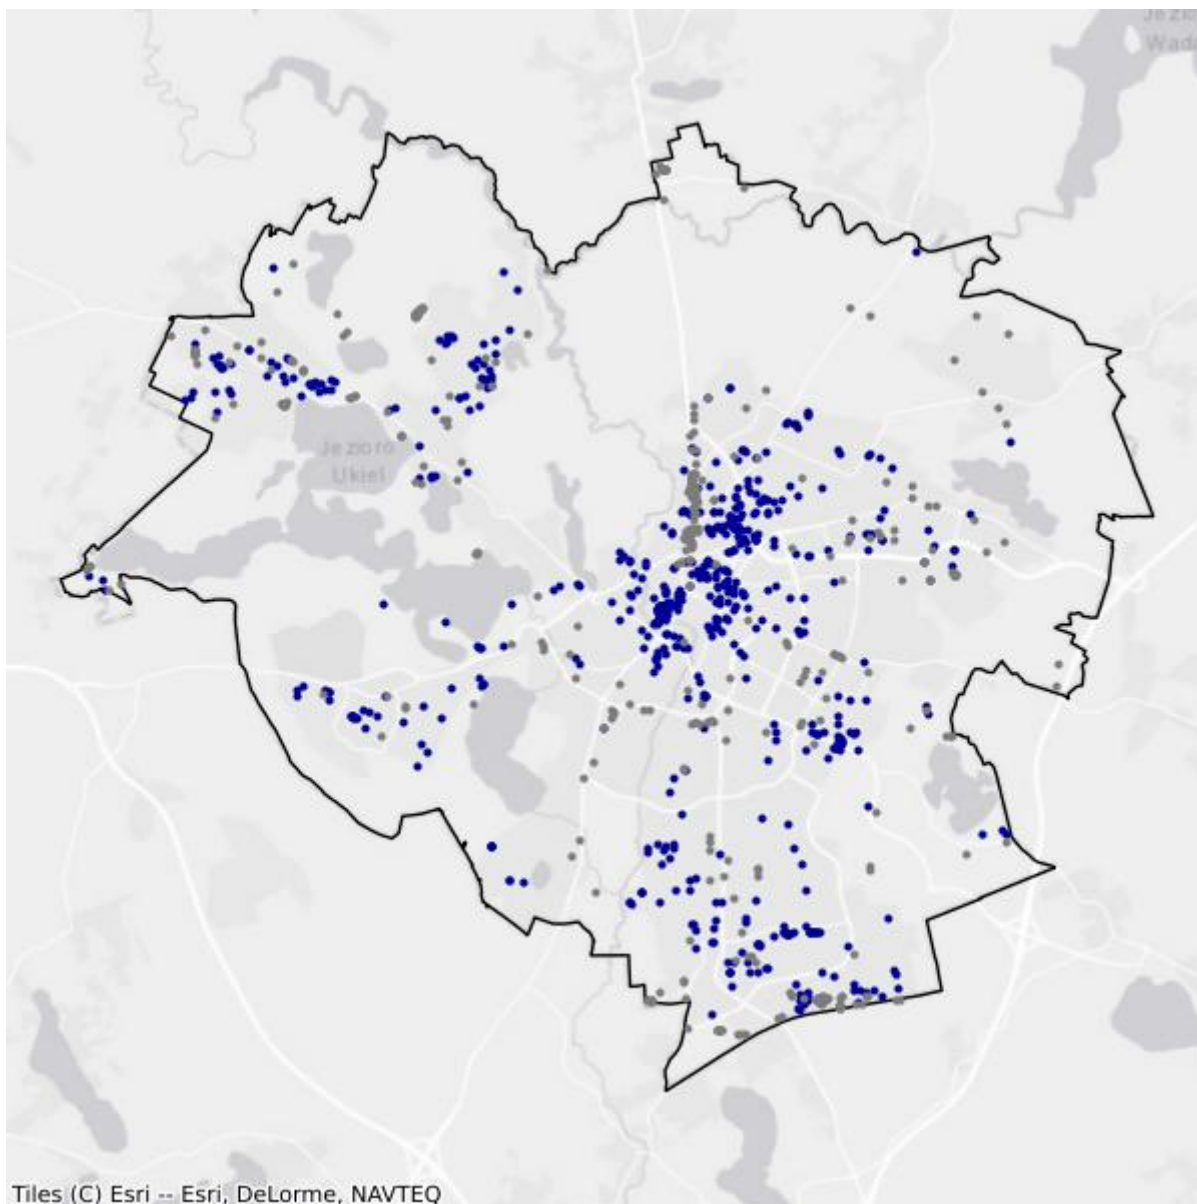 Jezioro
Ukiel
Tiles (C) Esri -- Esri, DeLorme, NAVTEQ